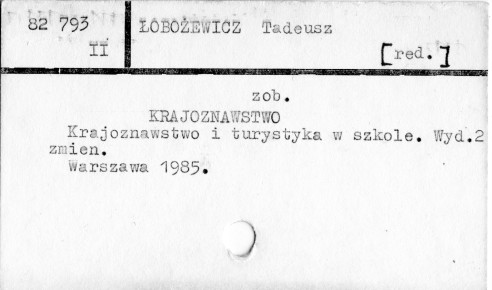 82 793 ŁOBOŻEWICZ Tadeusz
II [red.]
zob.
KRAJOZNAWSTWO
Krajoznawstwo i turystyka w szkole. Wyd.2
zmien.
Warszawa 1985.